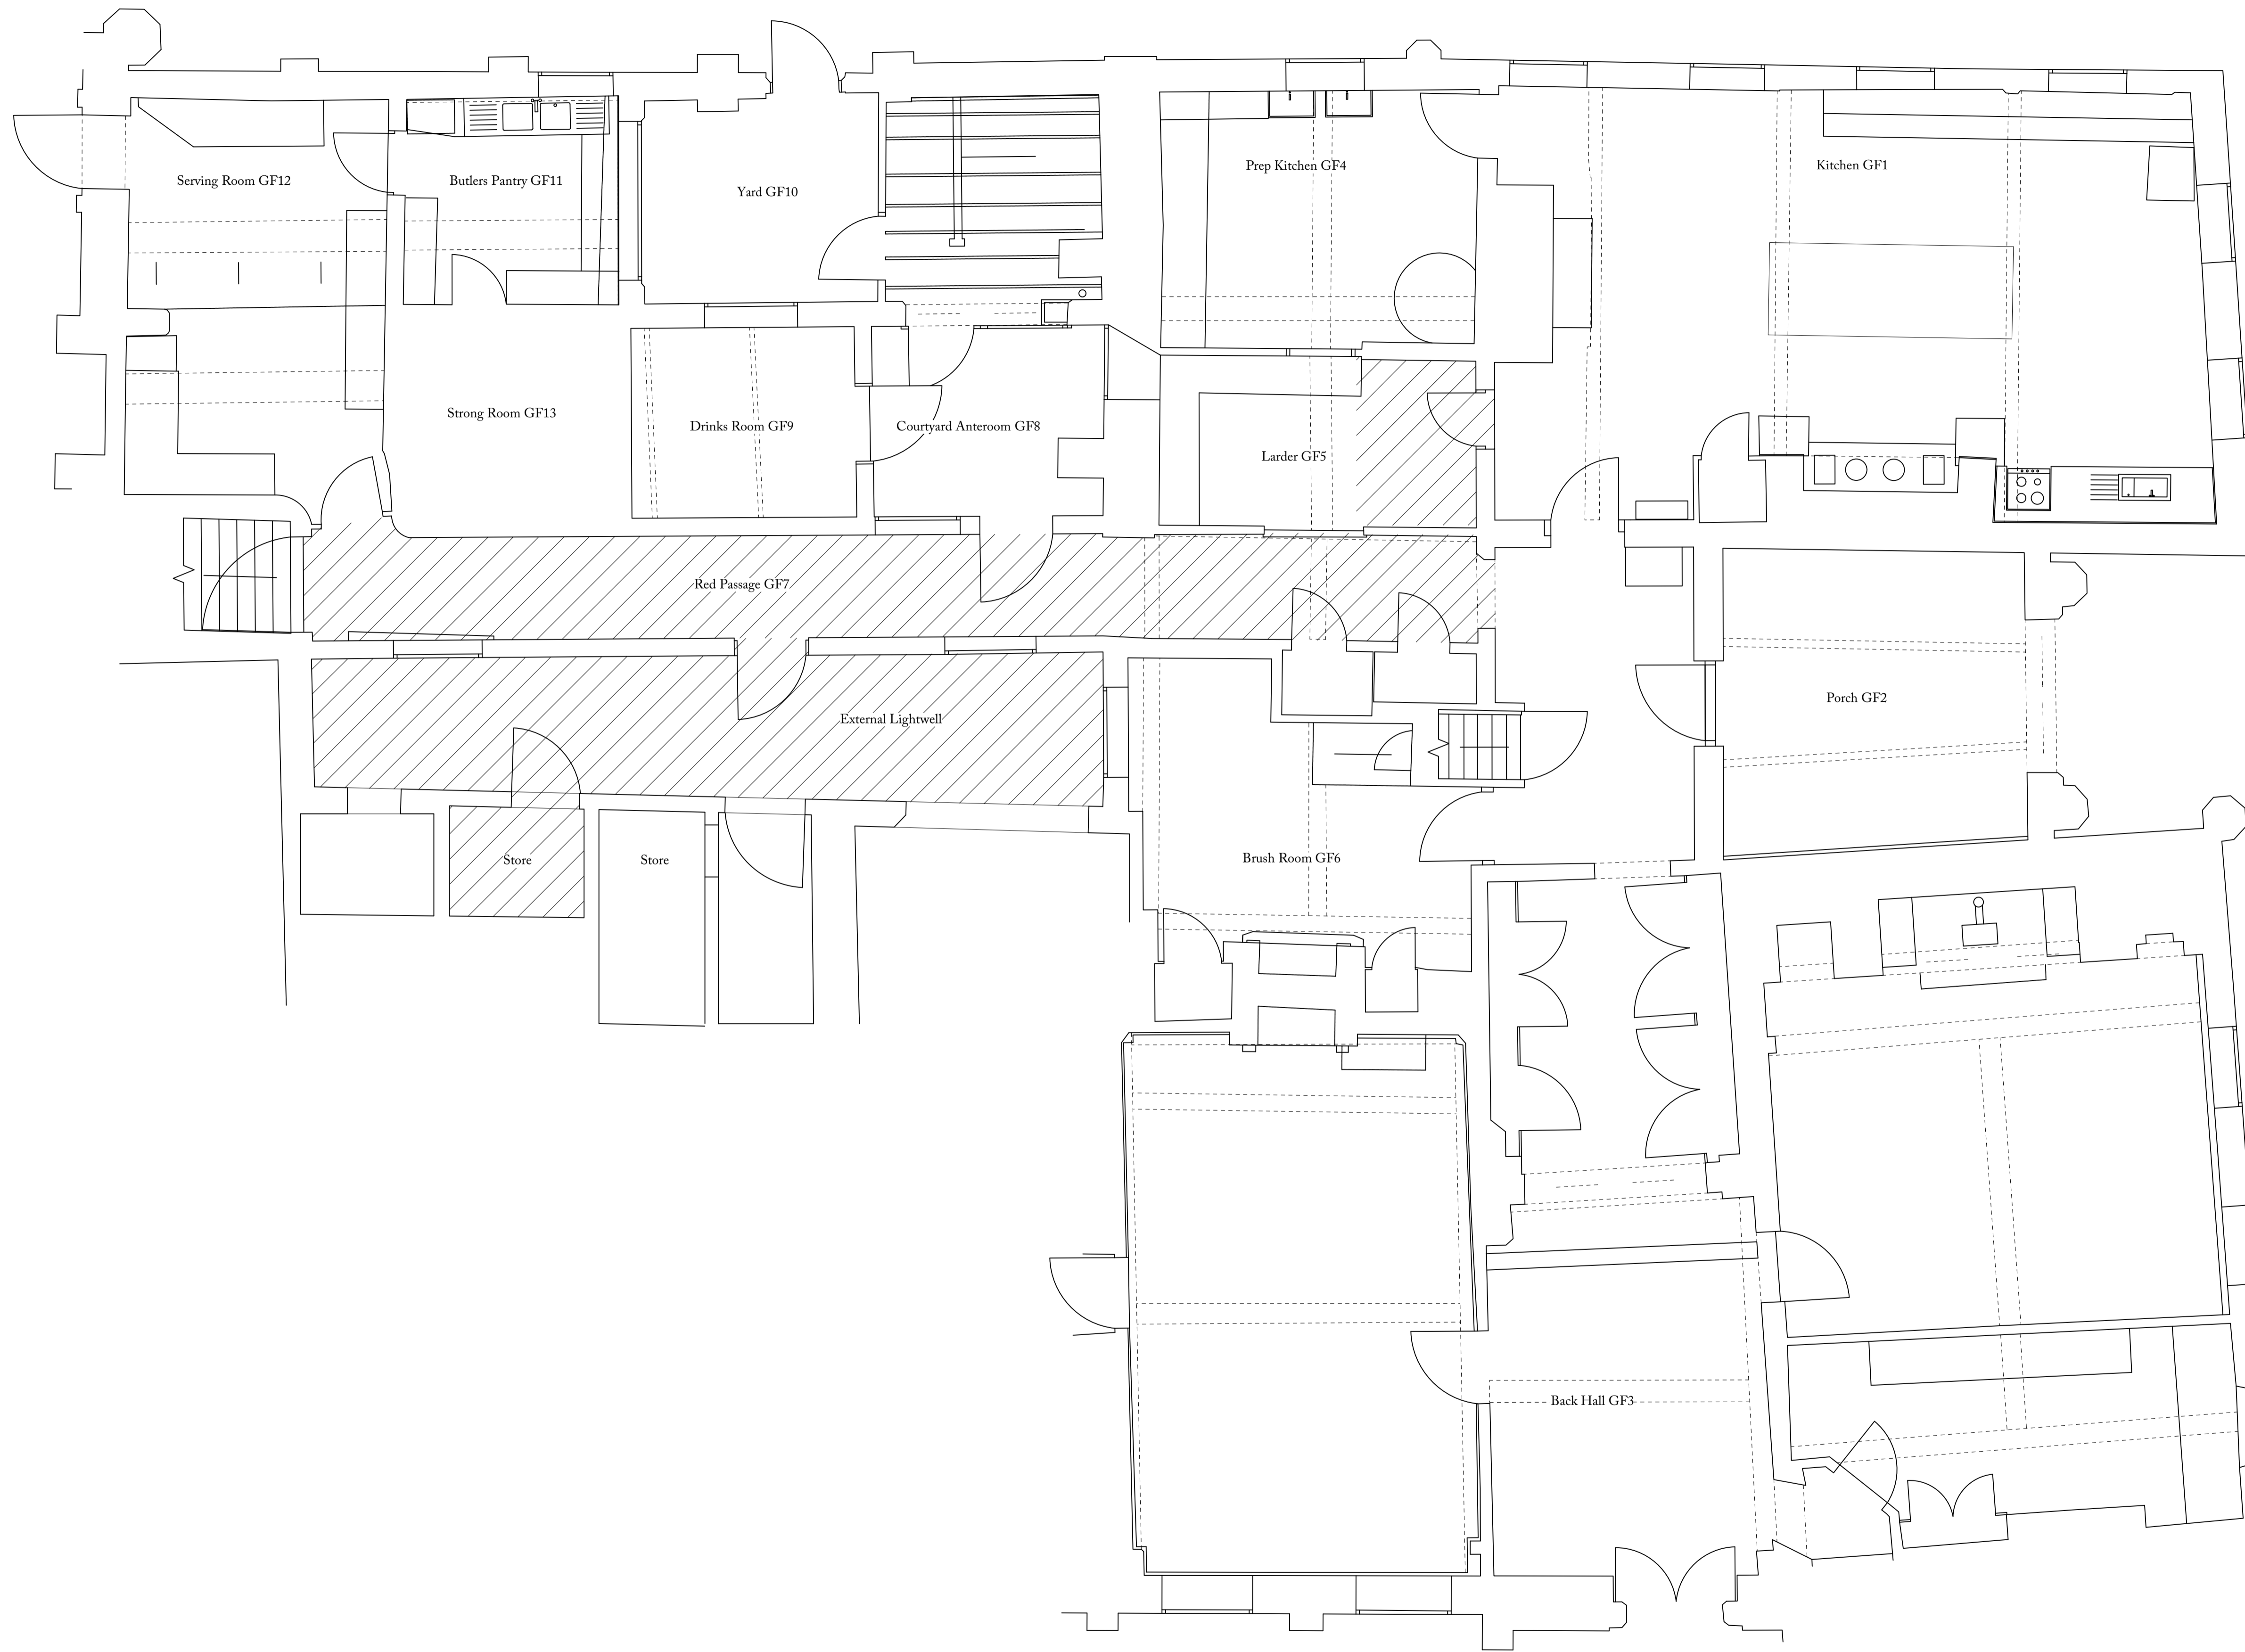 Prep Kitchen GF4
Kitchen GF1
Serving Room GF12
Butlers Pantry GF11
Yard GF10
Strong Room GF13
Drinks Room GF9
Courtyard Anteroom GF8
Larder GF5
Red Passage GF7
Porch GF2
External Lightwell
Store
Store
Brush Room GF6
Back Hall GF3